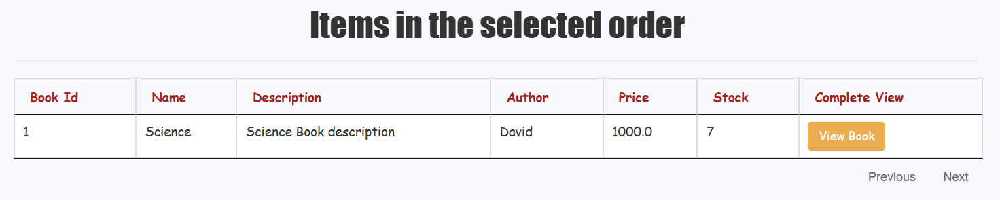 Items in the selected order
Book Id Name Description Author Price Stock Complete View
1 Science Science Book description David 1000.0 7 View Book
Previous Next